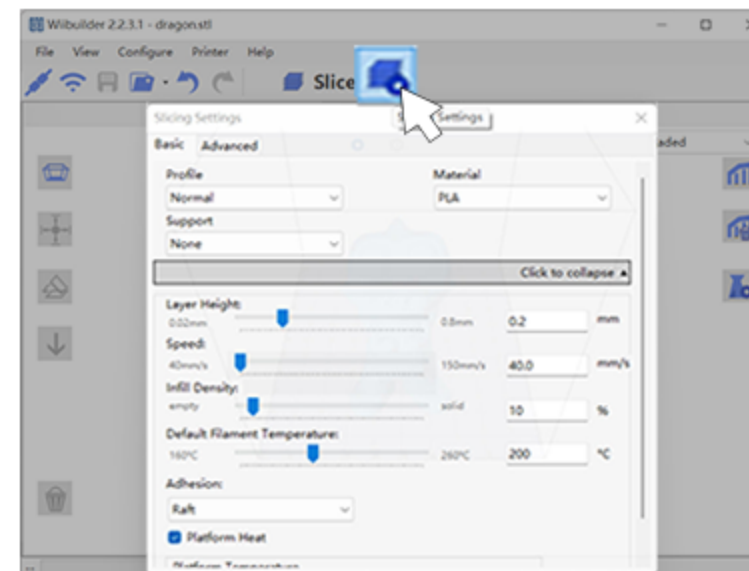 Wiibuilder 2.2.3.1 - dragon.stl
File View Configure Printer Help
Slice
Slicing Settings
Settings
Basic Advanced
aded
Profile Material
Normal PLA
Support
None
Click to collapse ▲
Layer Height:
0.02mm 0.8mm 0.2 mm
Speed:
40mm/s 150mm/s 40.0 mm/s
Infill Density:
empty solid 10 %
Default Filament Temperature:
160°C 260°C 200 °C
Adhesion:
Raft
Platform Heat
Platform Temperature